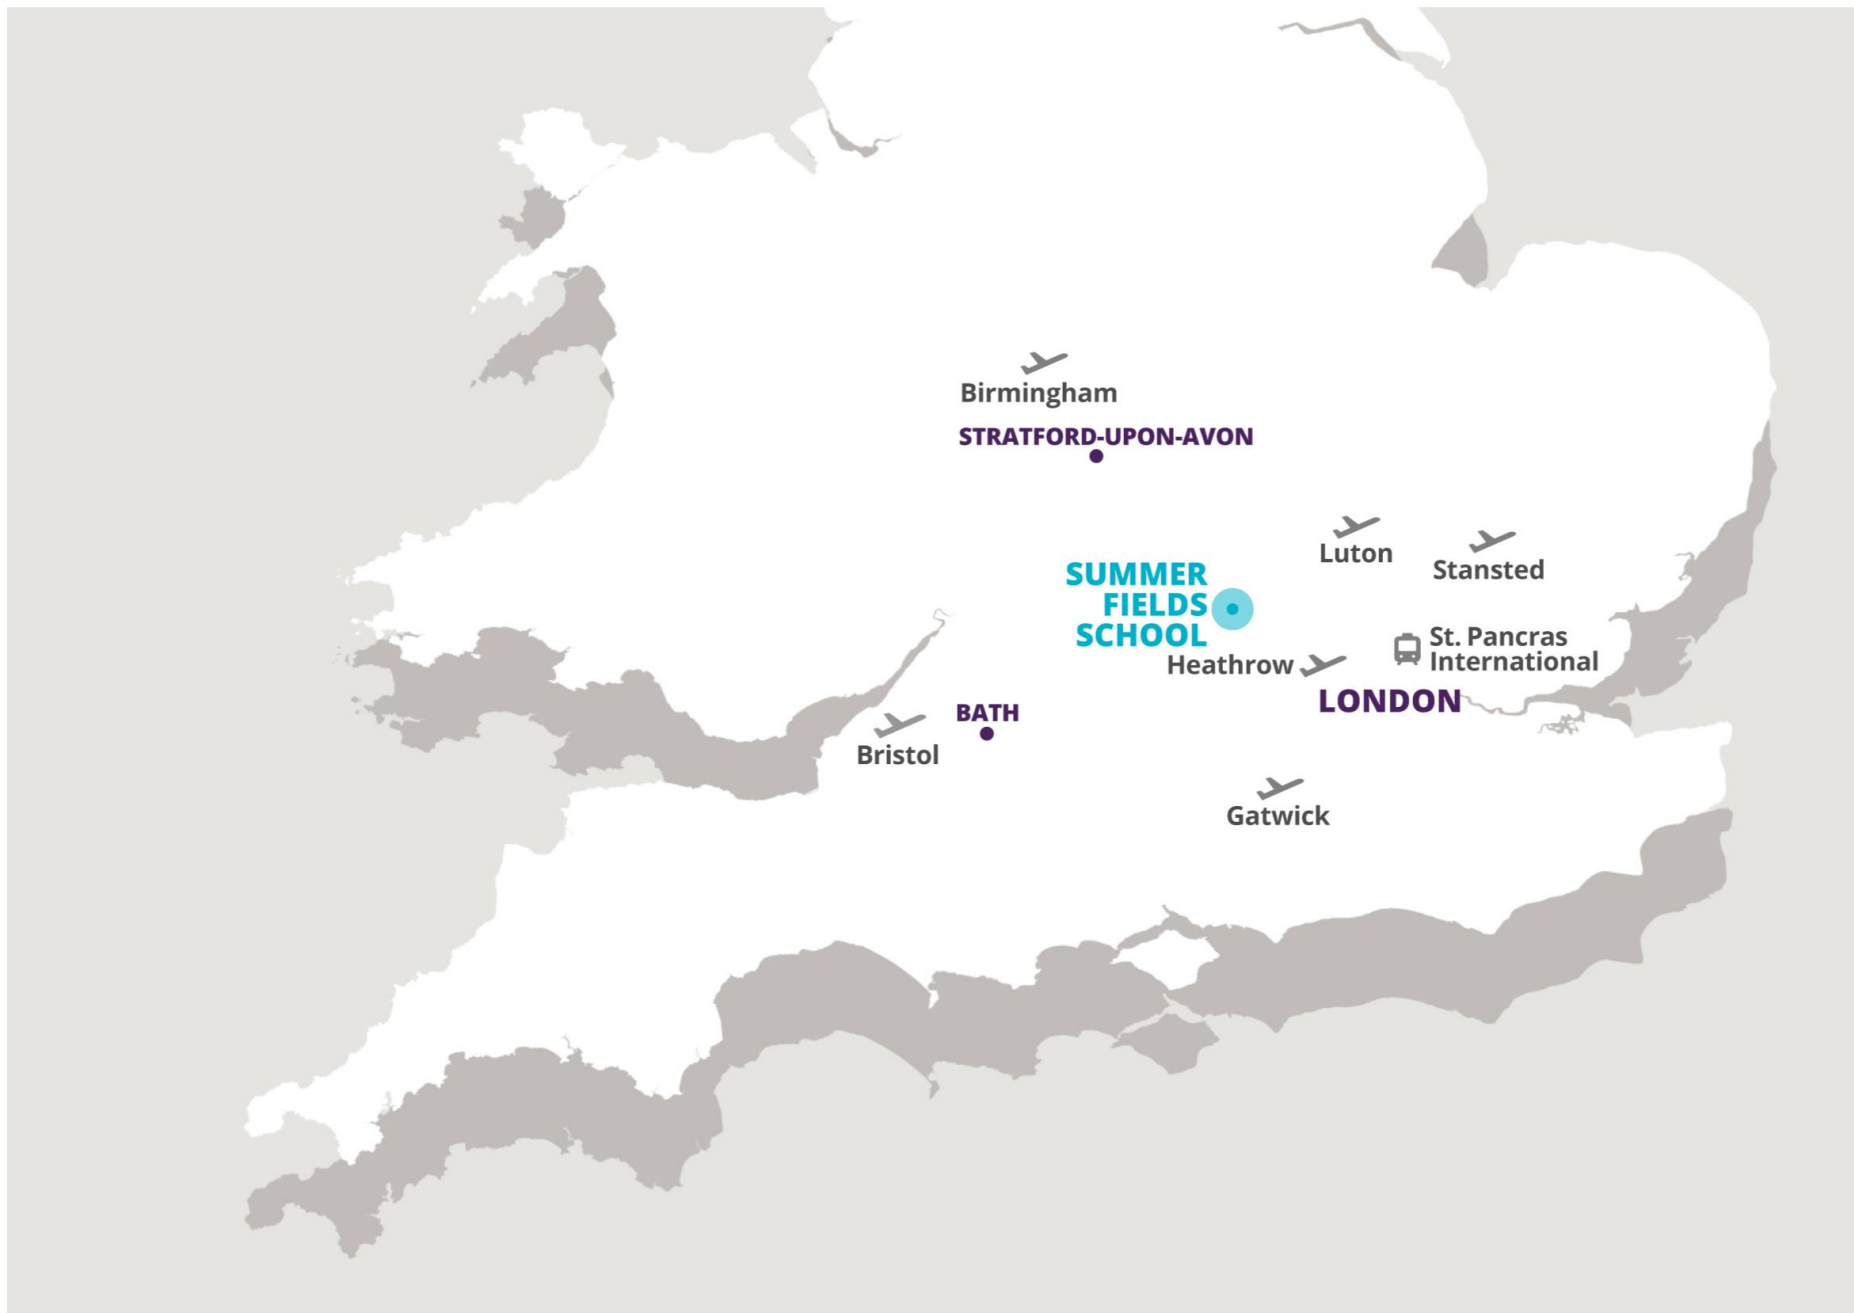 Birmingham
STRATFORD-UPON-AVON
Luton
Stansted
SUMMER
FIELDS
SCHOOL
St. Pancras
International
Heathrow
LONDON
BATH
Bristol
Gatwick